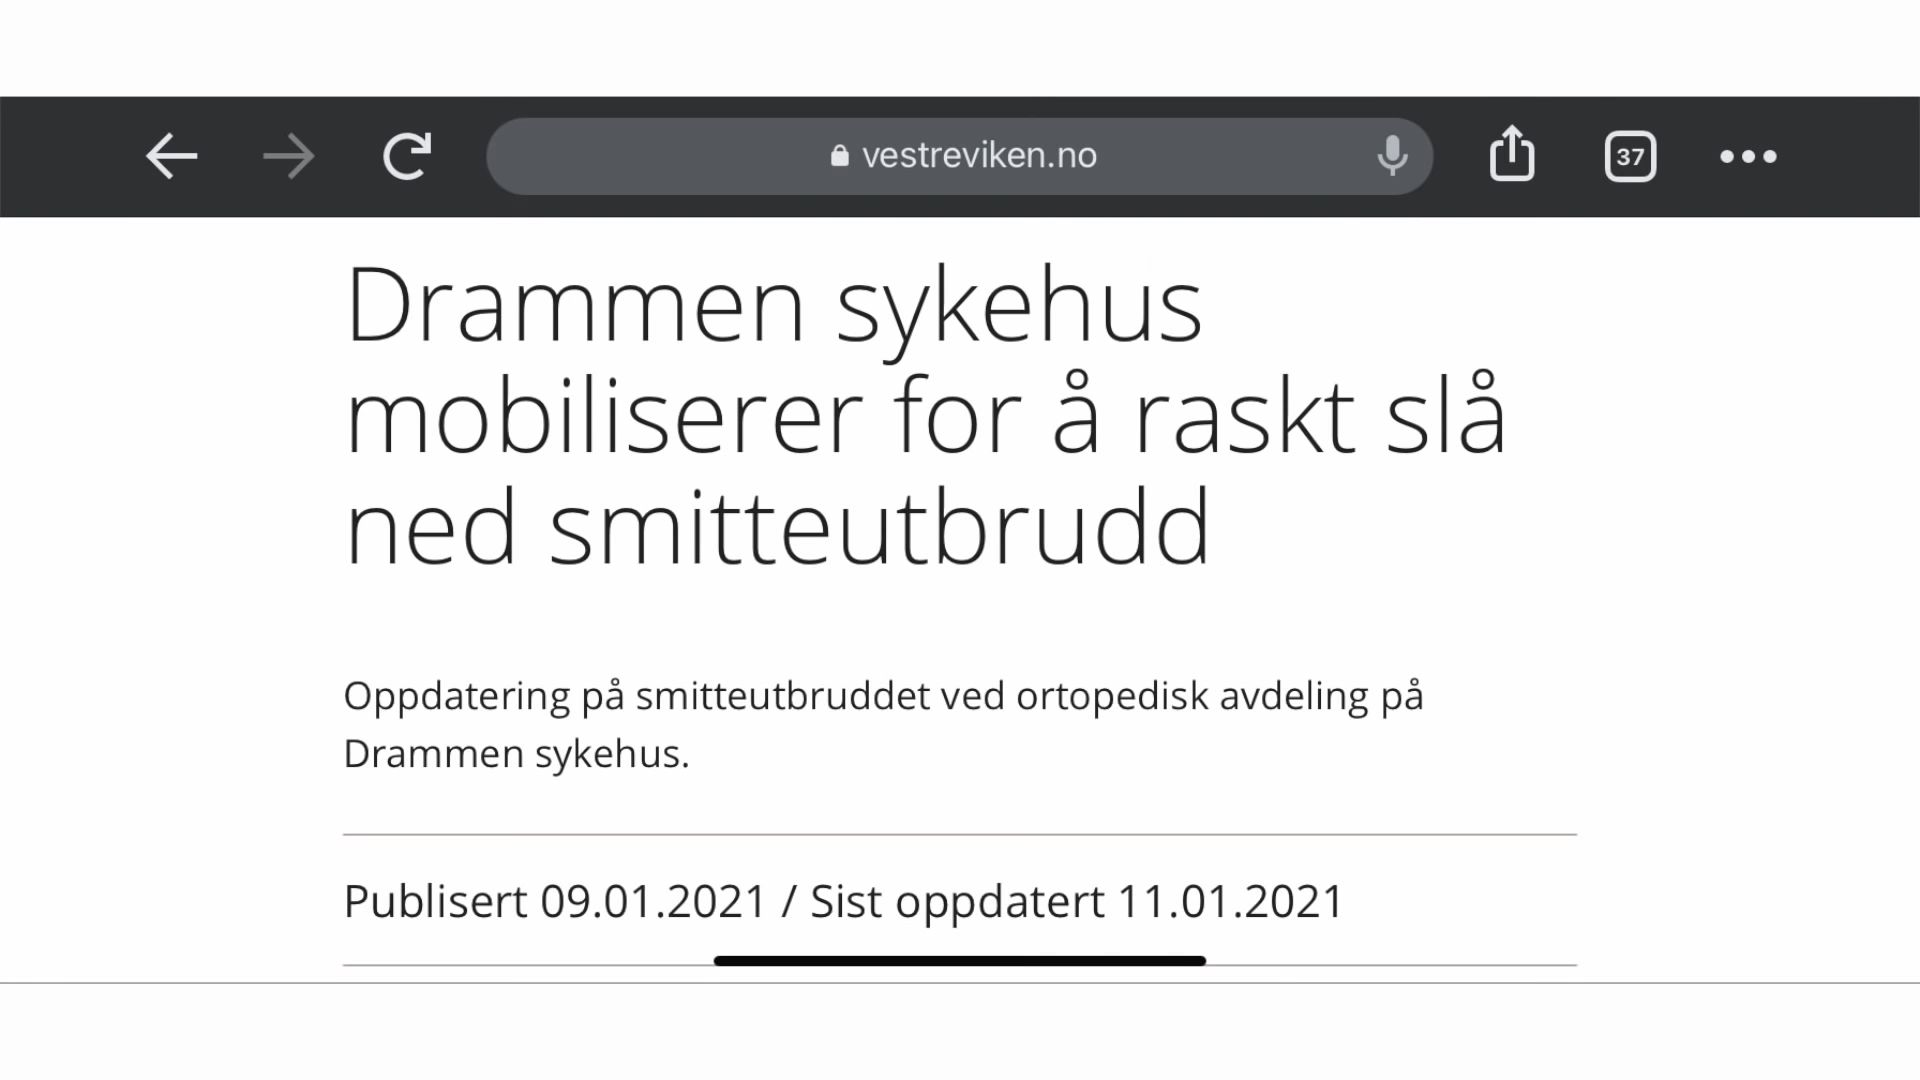 vestreviken.no
37
Drammen sykehus
mobiliserer for å raskt slå
ned smitteutbrudd
Oppdatering på smitteutbruddet ved ortopedisk avdeling på
Drammen sykehus.
Publisert 09.01.2021 / Sist oppdatert 11.01.2021